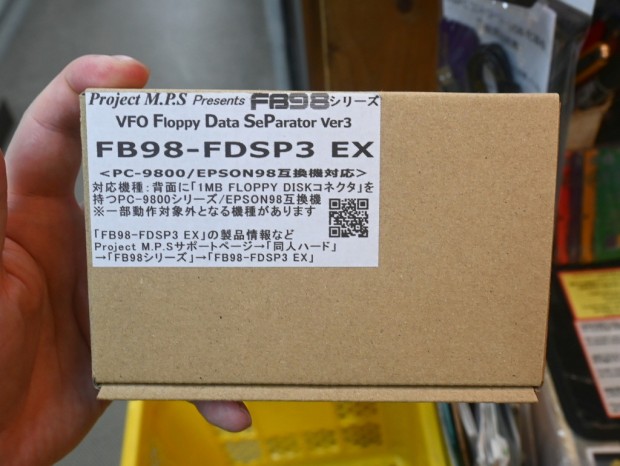 Project M.P.S Presents FB98シリーズ
VFO Floppy Data SeParator Ver3
FB98-FDSP3 EX
<PC-9800/EPSON98互換機対応>
対応機種:背面に「1MB FLOPPY DISKコネクタ」を
持つPC-9800シリーズ/EPSON98互換機
※一部動作対象外となる機種があります
「FB98-FDSP3 EX」の製品情報など
Project M.P.Sサポートページ→「同人ハード」
→「FB98シリーズ」→「FB98-FDSP3 EX」